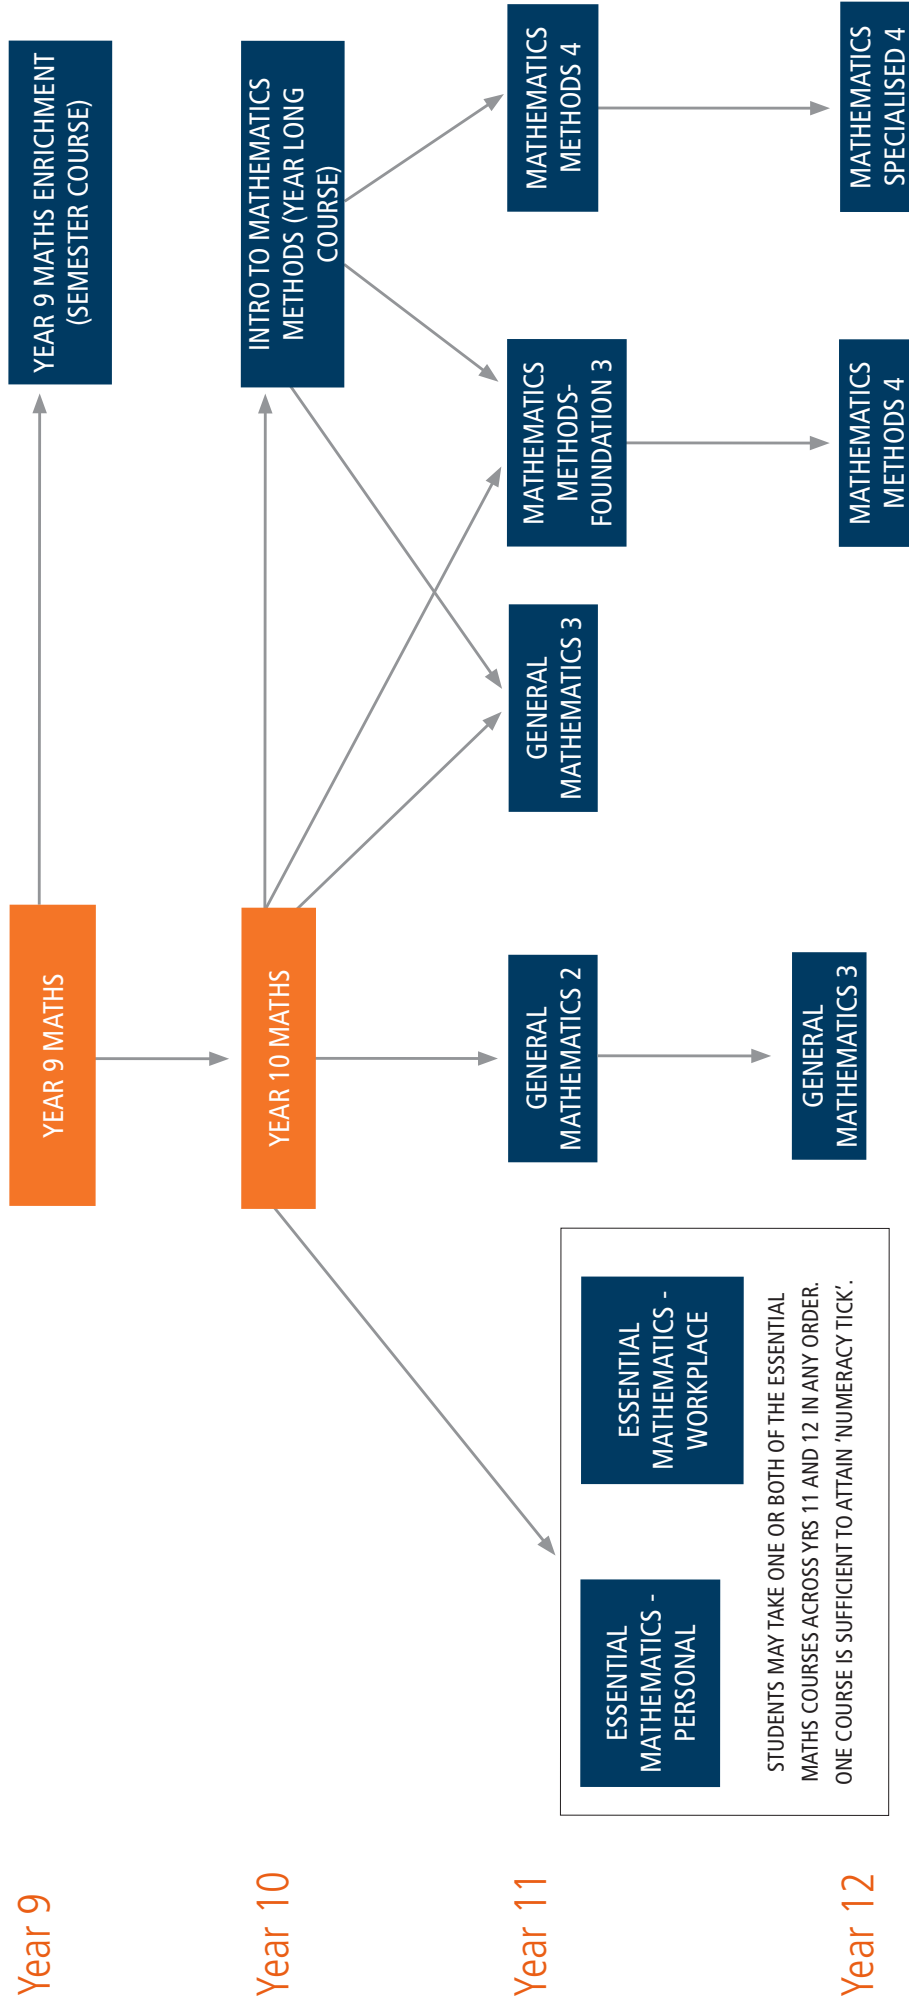 Year 9
YEAR 9 MATHS
YEAR 9 MATHS ENRICHMENT
(SEMESTER COURSE)
Year 10
YEAR 10 MATHS
INTRO TO MATHEMATICS
METHODS (YEAR LONG
COURSE)
Year 11
ESSENTIAL
MATHEMATICS -
PERSONAL
ESSENTIAL
MATHEMATICS -
WORKPLACE
STUDENTS MAY TAKE ONE OR BOTH OF THE ESSENTIAL
MATHS COURSES ACROSS YRS 11 AND 12 IN ANY ORDER.
ONE COURSE IS SUFFICIENT TO ATTAIN ‘NUMERACY TICK’.
GENERAL
MATHEMATICS 2
GENERAL
MATHEMATICS 3
MATHEMATICS
METHODS-
FOUNDATION 3
MATHEMATICS
METHODS 4
Year 12
GENERAL
MATHEMATICS 3
MATHEMATICS
METHODS 4
MATHEMATICS
SPECIALISED 4